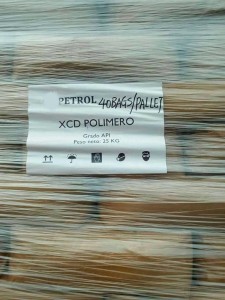 PETROL 40BAGS/PALLET
XCD POLIMERO
Grado API
Peso neto: 25 KG